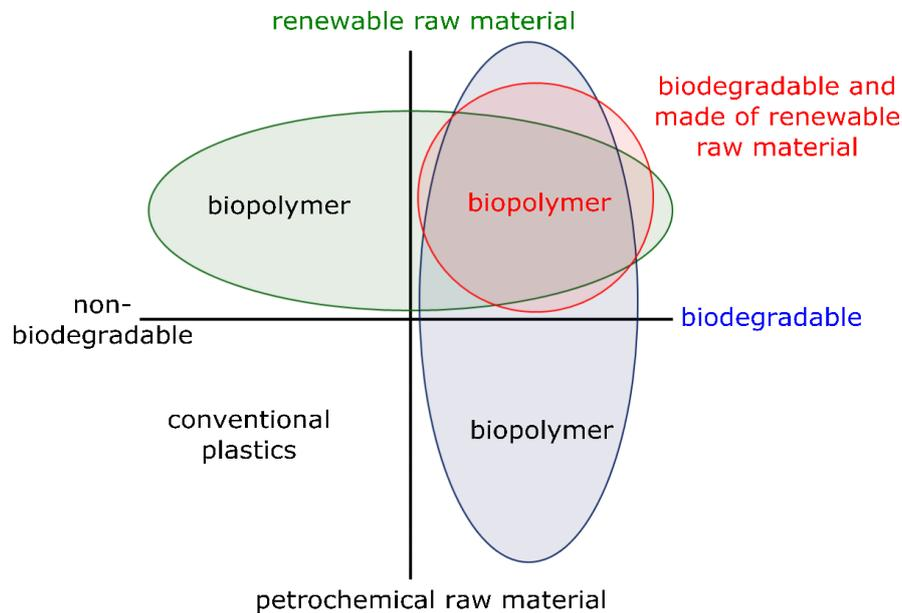 renewable raw material
biodegradable and
made of renewable
raw material
biopolymer
biopolymer
non-
biodegradable
biodegradable
conventional
plastics
biopolymer
petrochemical raw material